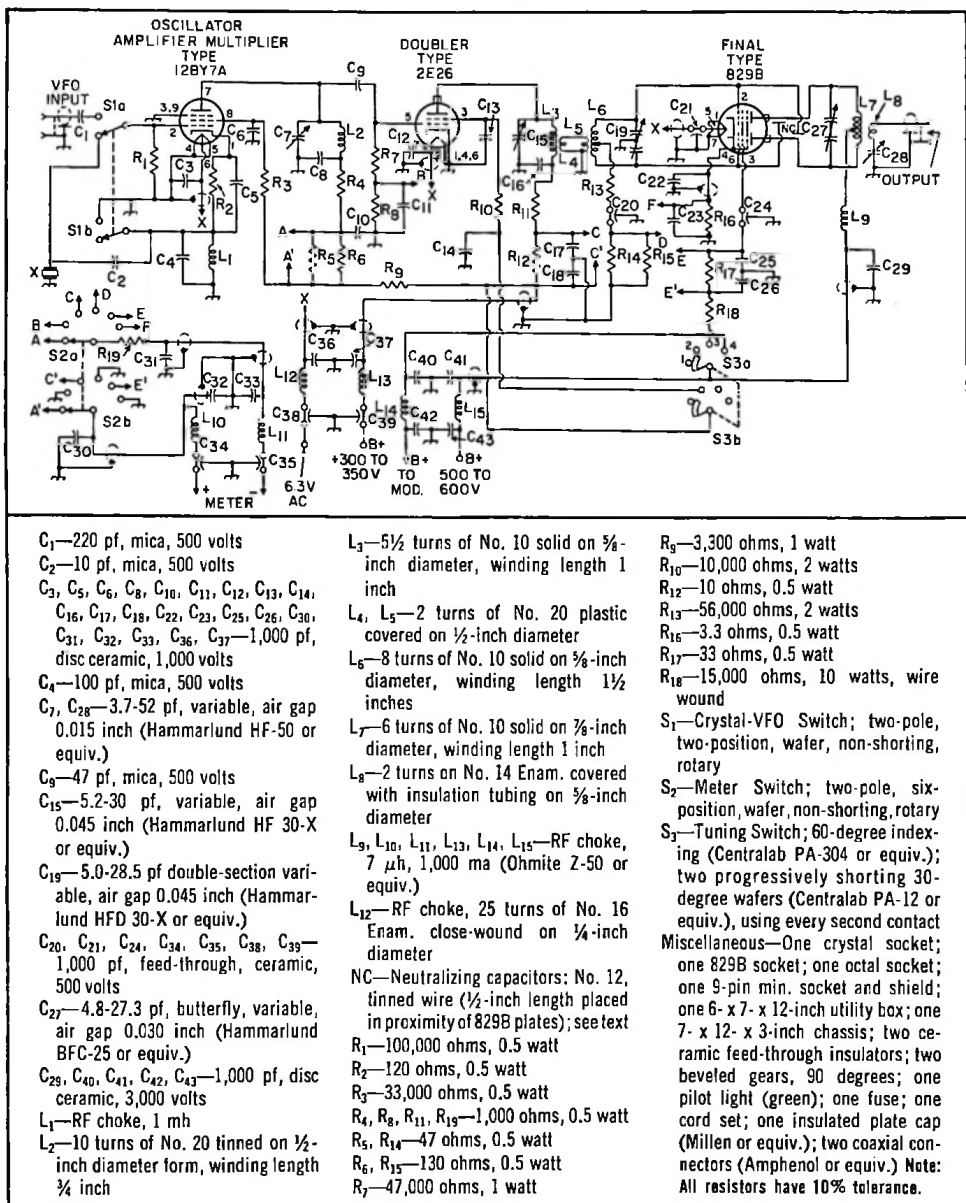 OSCILLATOR
AMPLIFIER MULTIPLIER
TYPE
12BY7A
DOUBLER
TYPE
2E26
FINAL
TYPE
829B
VFO
INPUT
S1a
S1b
X
S2a
S2b
METER
6.3V
AC
B+
+300 TO
350V
B+
TO
MOD.
B+
500 TO
600V
S3a
S3b
OUTPUT
C₁—220 pf, mica, 500 volts
C₂—10 pf, mica, 500 volts
C₃, C₅, C₆, C₈, C₁₀, C₁₁, C₁₂, C₁₃, C₁₄,
C₁₆, C₁₇, C₁₈, C₂₂, C₂₃, C₂₅, C₂₆, C₃₀,
C₃₁, C₃₂, C₃₃, C₃₆, C₃₇—1,000 pf,
disc ceramic, 1,000 volts
C₄—100 pf, mica, 500 volts
C₇, C₂₈—3.7-52 pf, variable, air gap
0.015 inch (Hammarlund HF-50 or
equiv.)
C₉—47 pf, mica, 500 volts
C₁₅—5.2-30 pf, variable, air gap
0.045 inch (Hammarlund HF 30-X
or equiv.)
C₁₉—5.0-28.5 pf double-section vari-
able, air gap 0.045 inch (Hammar-
lund HFD 30-X or equiv.)
C₂₀, C₂₁, C₂₄, C₃₄, C₃₅, C₃₈, C₃₉—
1,000 pf, feed-through, ceramic,
500 volts
C₂₇—4.8-27.3 pf, butterfly, variable,
air gap 0.030 inch (Hammarlund
BFC-25 or equiv.)
C₂₉, C₄₀, C₄₁, C₄₂, C₄₃—1,000 pf, disc
ceramic, 3,000 volts
L₁—RF choke, 1 mh
L₂—10 turns of No. 20 tinned on ½-
inch diameter form, winding length
¾ inch
L₃—5½ turns of No. 10 solid on ⅝-
inch diameter, winding length 1
inch
L₄, L₅—2 turns of No. 20 plastic
covered on ½-inch diameter
L₆—8 turns of No. 10 solid on ⅝-inch
diameter, winding length 1½
inches
L₇—6 turns of No. 10 solid on ⅞-inch
diameter, winding length 1 inch
L₈—2 turns on No. 14 Enam. covered
with insulation tubing on ⅝-inch
diameter
L₉, L₁₀, L₁₁, L₁₃, L₁₄, L₁₅—RF choke,
7 μh, 1,000 ma (Ohmite Z-50 or
equiv.)
L₁₂—RF choke, 25 turns of No. 16
Enam. close-wound on ¼-inch
diameter
NC—Neutralizing capacitors: No. 12,
tinned wire (½-inch length placed
in proximity of 829B plates); see text
R₁—100,000 ohms, 0.5 watt
R₂—120 ohms, 0.5 watt
R₃—33,000 ohms, 0.5 watt
R₄, R₈, R₁₁, R₁₉—1,000 ohms, 0.5 watt
R₅, R₁₄—47 ohms, 0.5 watt
R₆, R₁₅—130 ohms, 0.5 watt
R₇—47,000 ohms, 1 watt
R₉—3,300 ohms, 1 watt
R₁₀—10,000 ohms, 2 watts
R₁₂—10 ohms, 0.5 watt
R₁₃—56,000 ohms, 2 watts
R₁₆—3.3 ohms, 0.5 watt
R₁₇—33 ohms, 0.5 watt
R₁₈—15,000 ohms, 10 watts, wire
wound
S₁—Crystal-VFO Switch; two-pole,
two-position, wafer, non-shorting,
rotary
S₂—Meter Switch; two-pole, six-
position, wafer, non-shorting, rotary
S₃—Tuning Switch; 60-degree index-
ing (Centralab PA-304 or equiv.);
two progressively shorting 30-
degree wafers (Centralab PA-12 or
equiv.), using every second contact
Miscellaneous—One crystal socket;
one 829B socket; one octal socket;
one 9-pin min. socket and shield;
one 6- x 7- x 12-inch utility box; one
7- x 12- x 3-inch chassis; two ce-
ramic feed-through insulators; two
beveled gears, 90 degrees; one
pilot light (green); one fuse; one
cord set; one insulated plate cap
(Millen or equiv.); two coaxial con-
nectors (Amphenol or equiv.) Note:
All resistors have 10% tolerance.